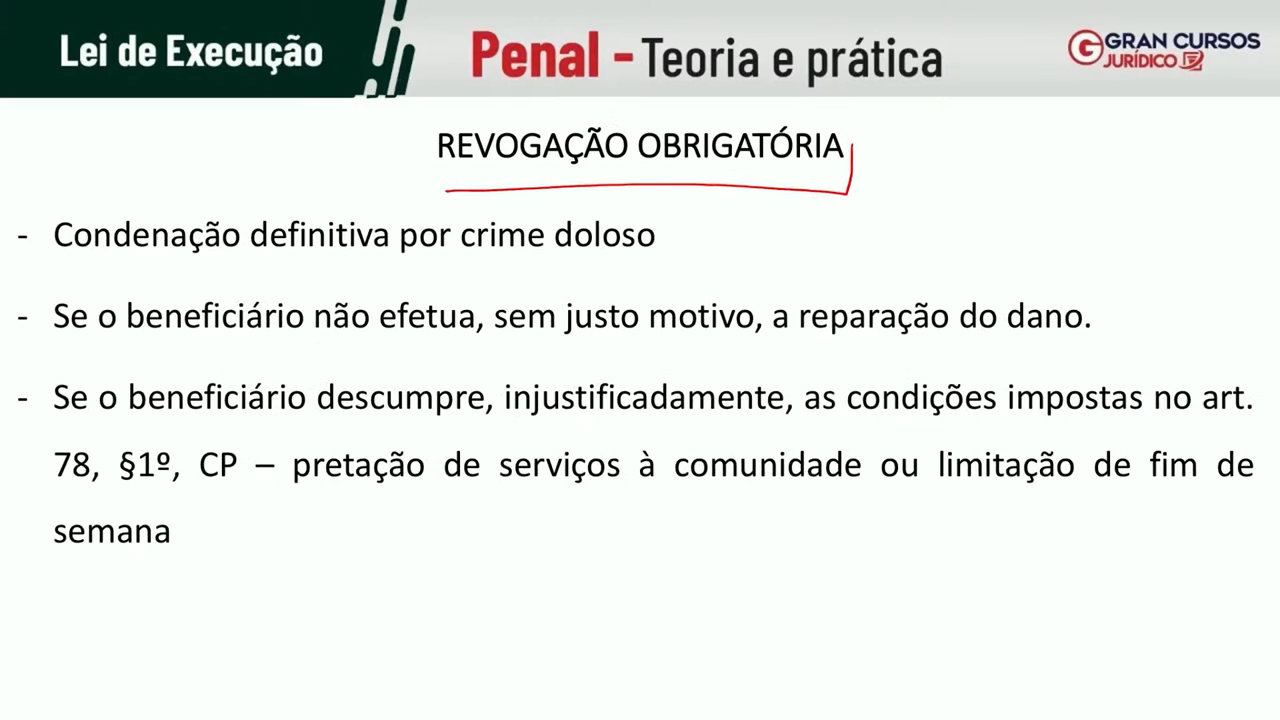 Lei de Execução
Penal - Teoria e prática
GRAN CURSOS
JURÍDICO
REVOGAÇÃO OBRIGATÓRIA
- Condenação definitiva por crime doloso
- Se o beneficiário não efetua, sem justo motivo, a reparação do dano.
- Se o beneficiário descumpre, injustificadamente, as condições impostas no art.
78, §1º, CP – pretação de serviços à comunidade ou limitação de fim de
semana